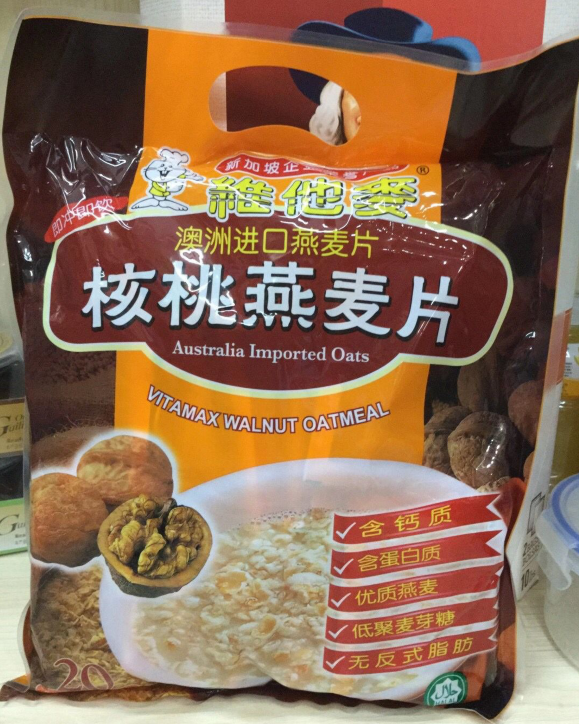 新加坡企业
維他麥®
即冲即饮
澳洲进口燕麦片
核桃燕麦片
Australia Imported Oats
VITAMAX WALNUT OATMEAL
含钙质
含蛋白质
优质燕麦
低聚麦芽糖
无反式脂肪
20
HALAL